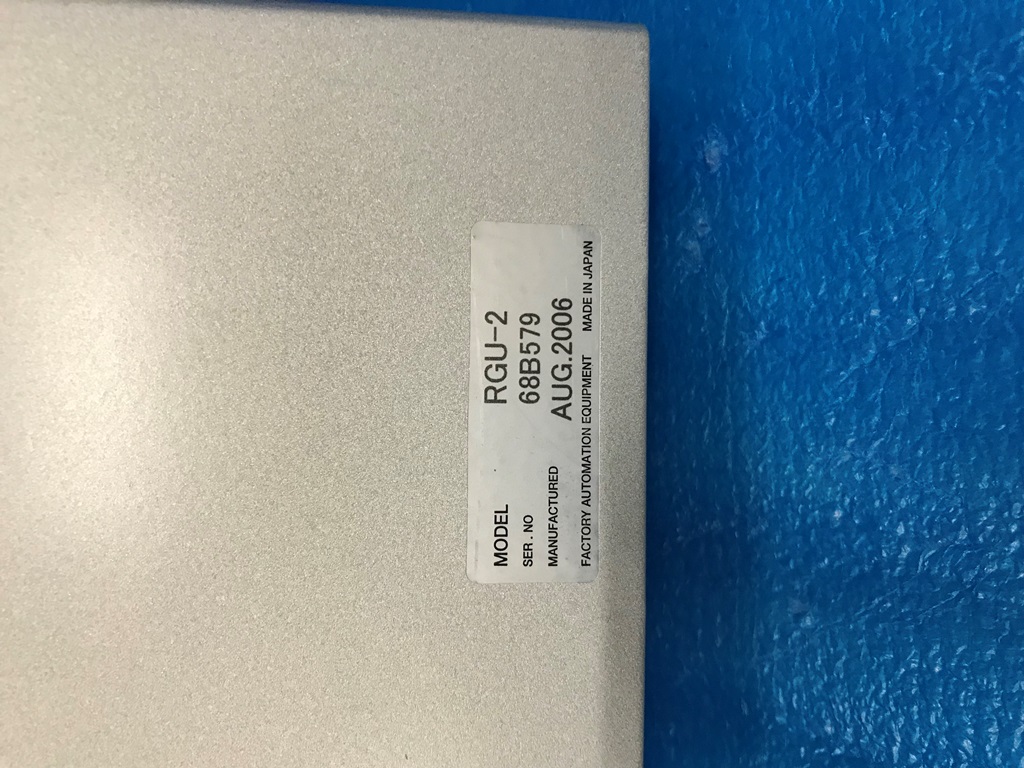 MODEL RGU-2
SER . NO 68B579
MANUFACTURED AUG.2006
FACTORY AUTOMATION EQUIPMENT MADE IN JAPAN